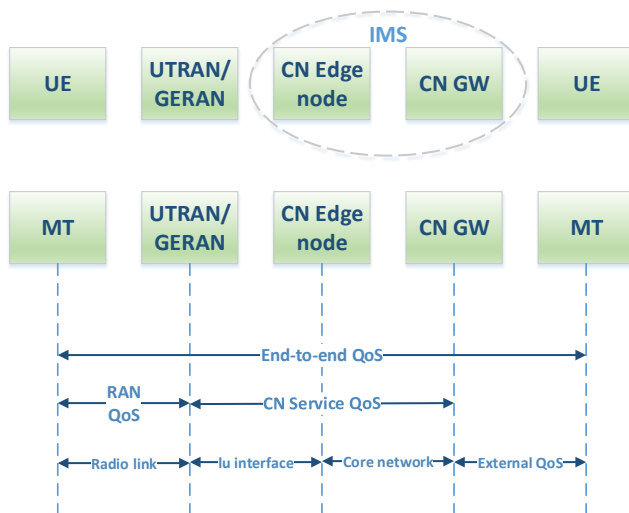 IMS
UE
UTRAN/
GERAN
CN Edge
node
CN GW
UE
MT
UTRAN/
GERAN
CN Edge
node
CN GW
MT
End-to-end QoS
RAN
QoS
CN Service QoS
Radio link
Iu interface
Core network
External QoS